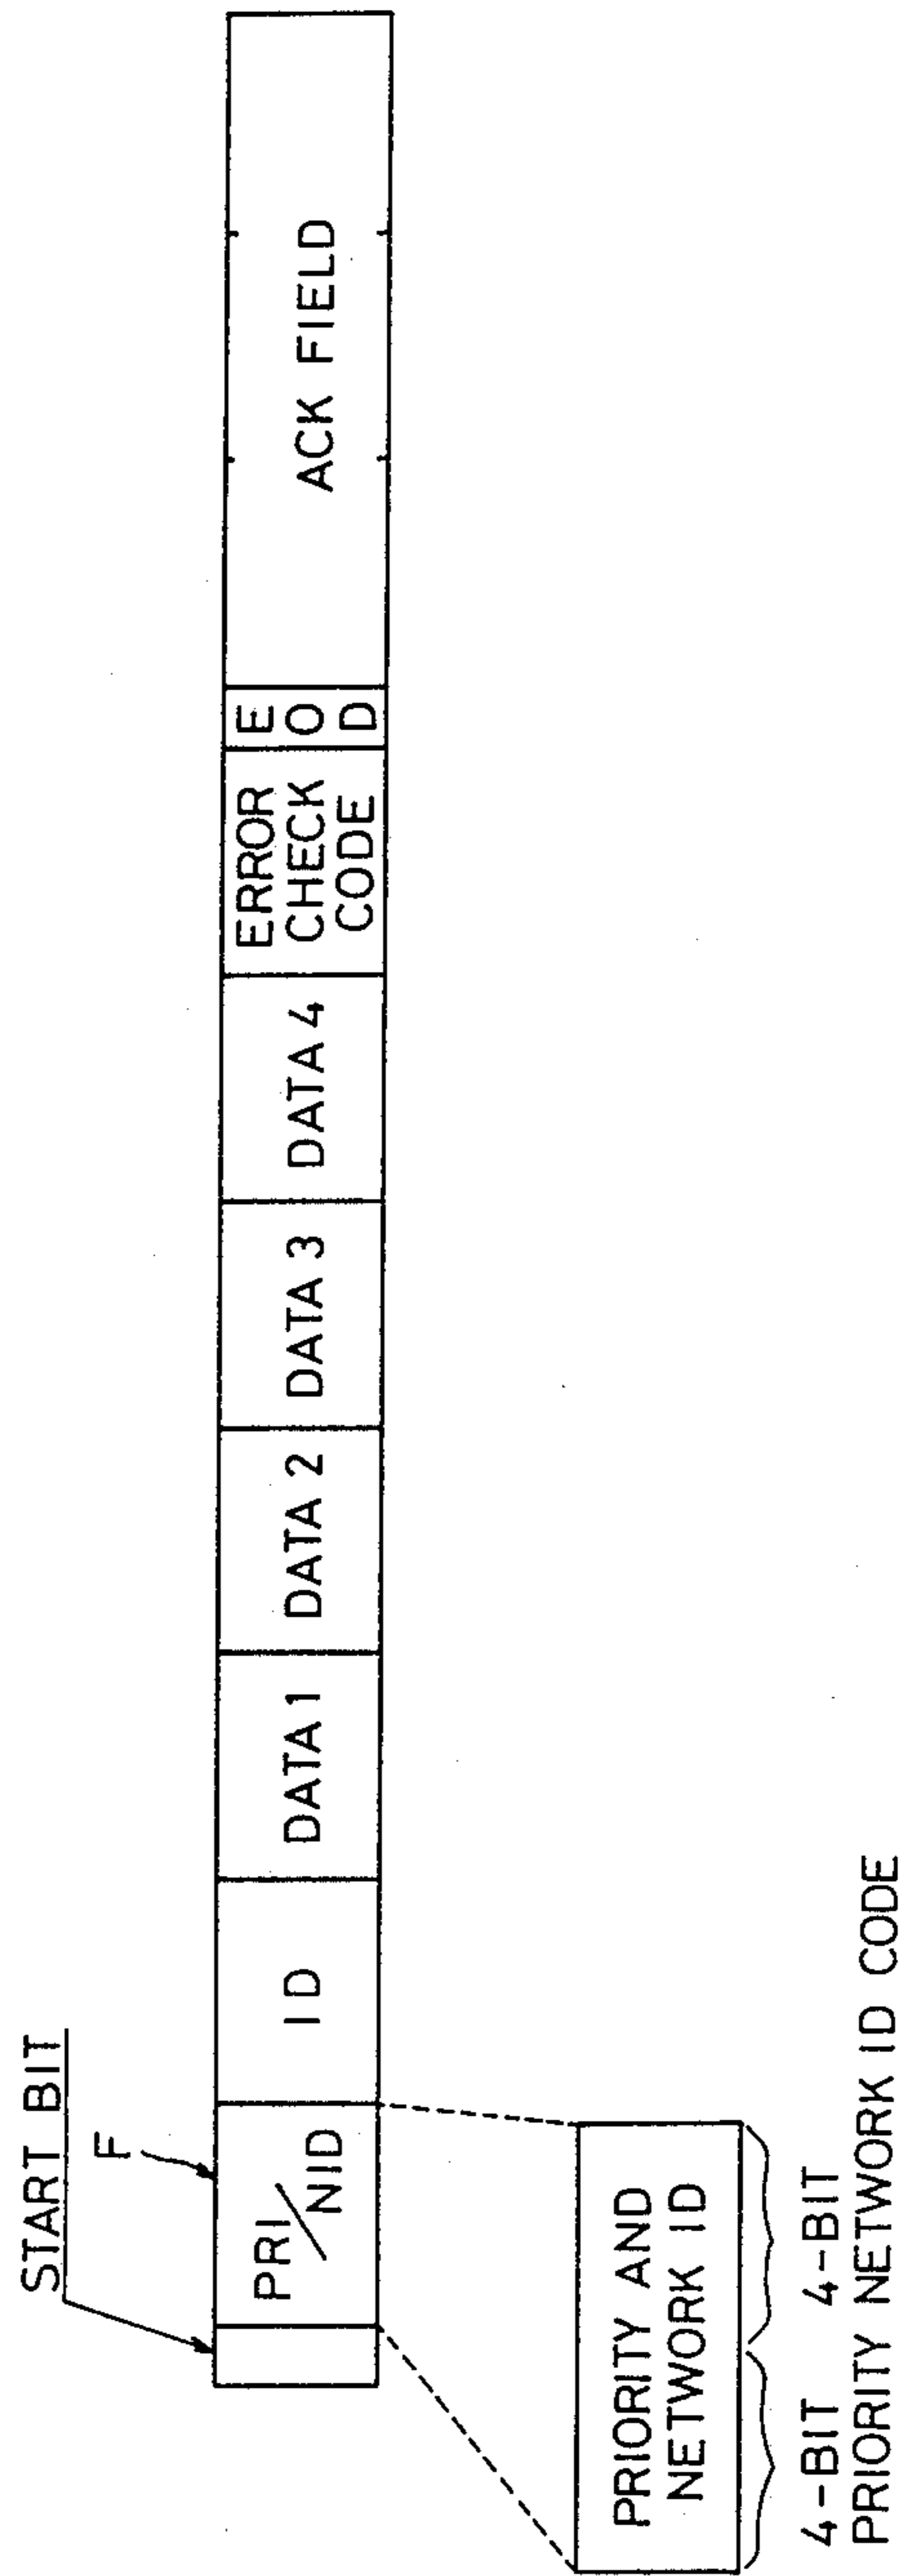 START BIT
F
PRI/NID
ID
DATA 1
DATA 2
DATA 3
DATA 4
ERROR
CHECK
CODE
E
O
D
ACK FIELD
PRIORITY AND
NETWORK ID
4-BIT 4-BIT
PRIORITY NETWORK ID CODE